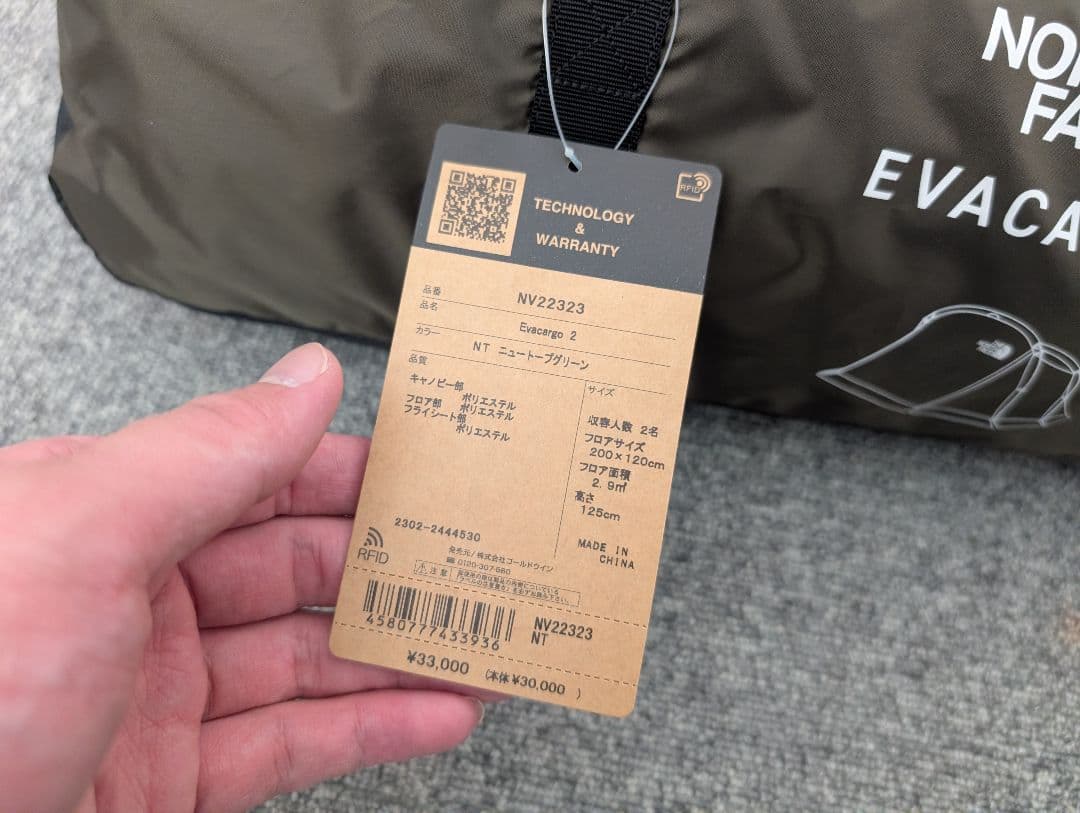 NO
FA
EVACA
RFID
TECHNOLOGY
&
WARRANTY
品番 NV22323
品名 Evacargo 2
カラー NT ニュートープグリーン
品質
キャノピー部
ポリエステル
フロア部 ポリエステル
フライシート部
ポリエステル
サイズ
収容人数 2名
フロアサイズ
200×120cm
フロア面積
2.9㎡
高さ
125cm
MADE IN
CHINA
2302-2444530
RFID
発売元/株式会社ゴールドウイン
☎0120-307-560
注意
4580777433936
NV22323
NT
¥33,000 (本体¥30,000 )